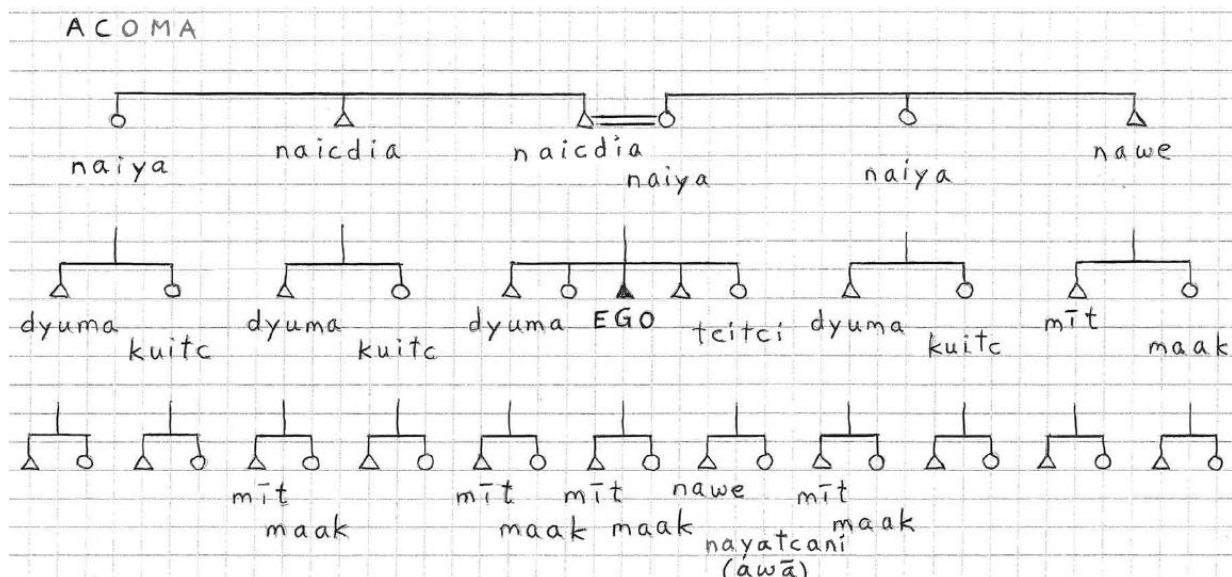 ACOMA
naiya naicdia naicdia naiya naiya nawe
dyuma kuitc dyuma kuitc dyuma EGO tcitci dyuma kuitc mīt maak
mīt maak mīt maak mīt maak nawe mīt maak
nayatcani
(áwā)